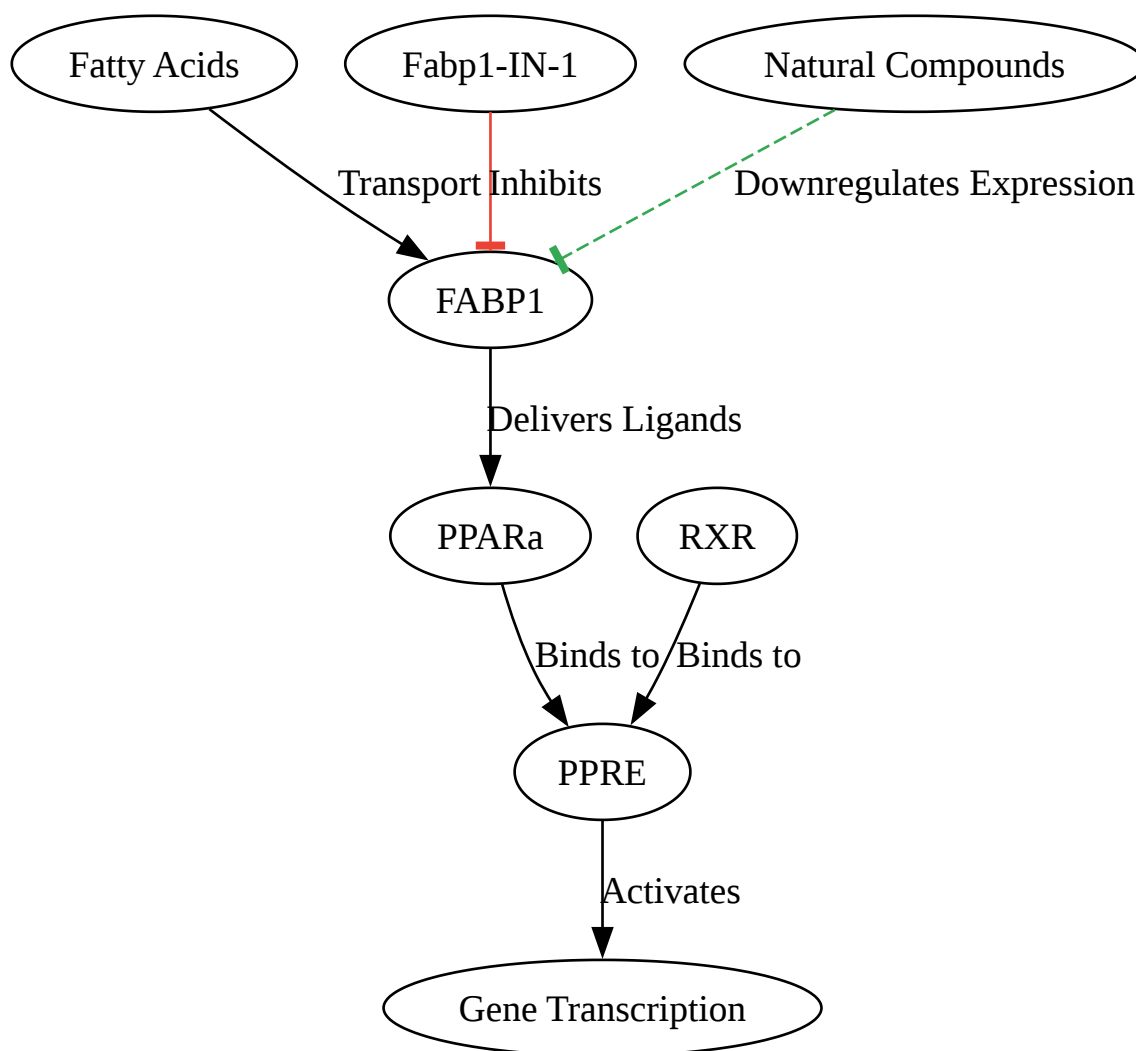 Fatty Acids
Fabp1-IN-1
Natural Compounds
Transport
Inhibits
Downregulates Expression
FABP1
Delivers Ligands
PPARa
RXR
Binds to
Binds to
PPRE
Activates
Gene Transcription